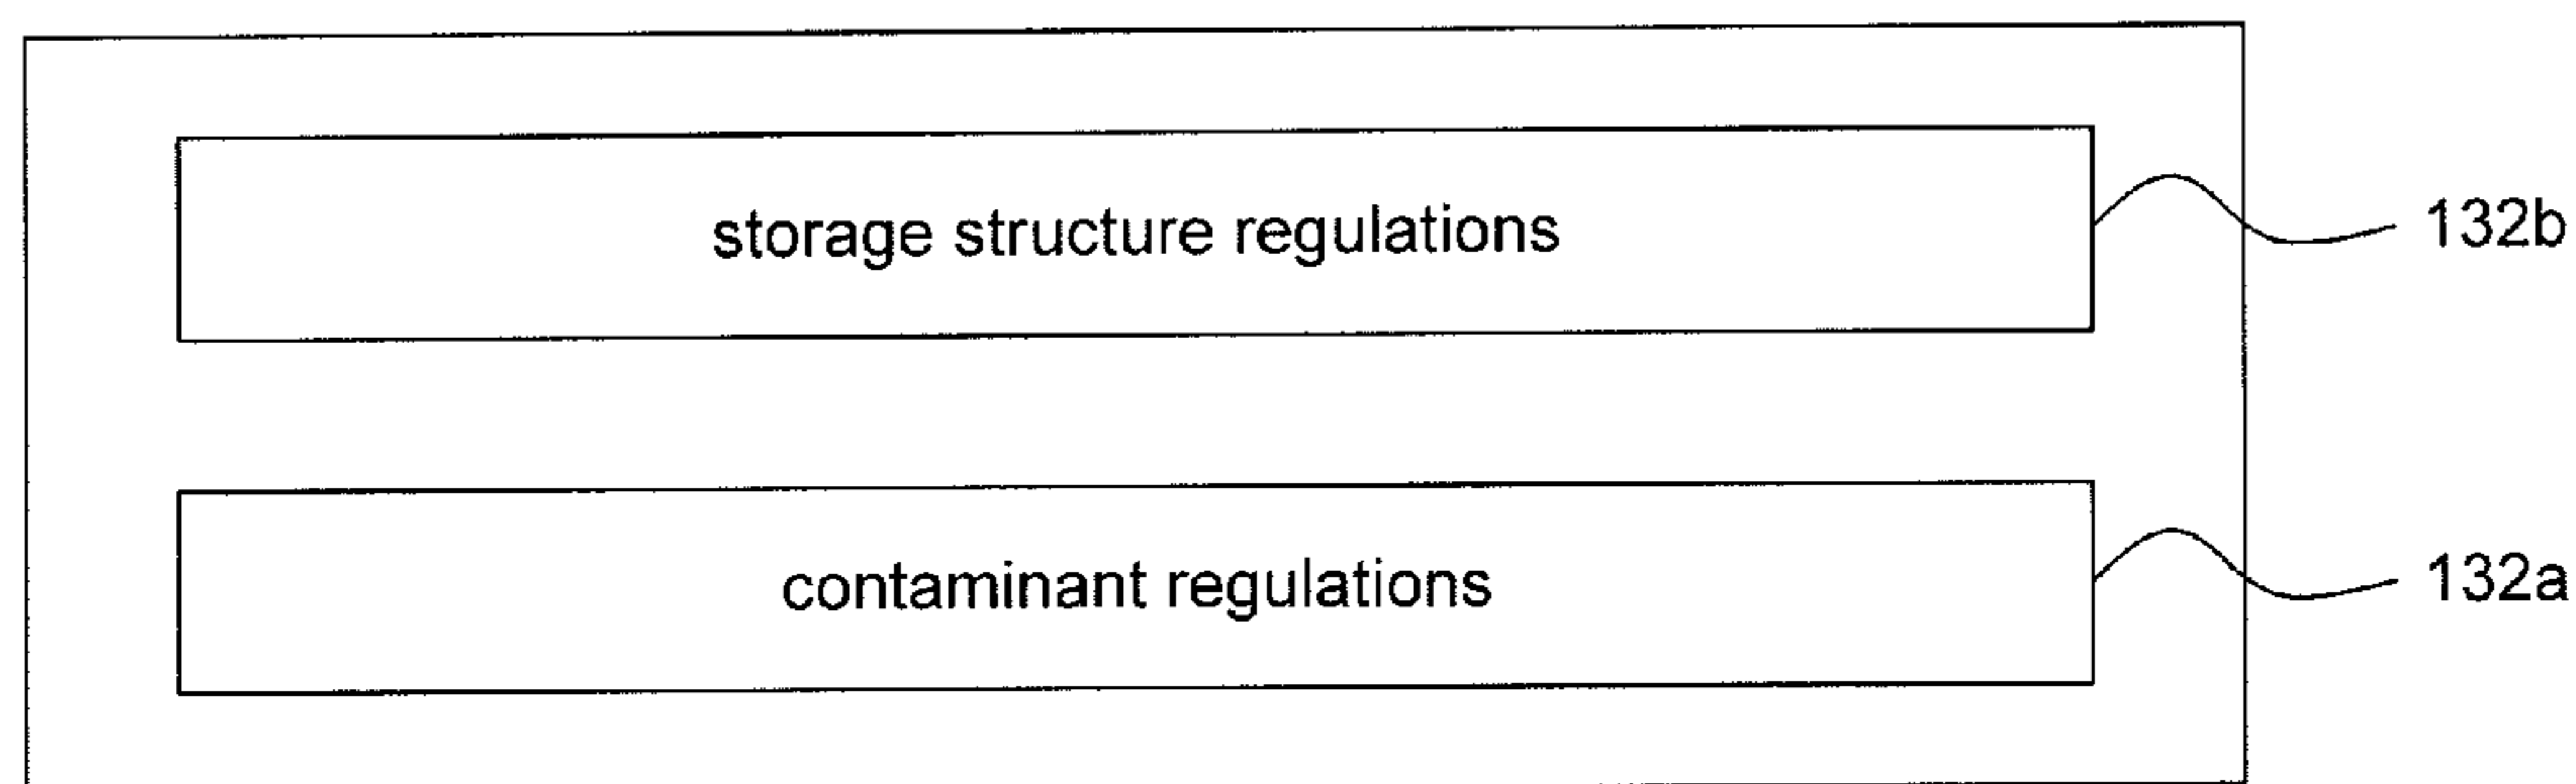 storage structure regulations 132b
contaminant regulations 132a